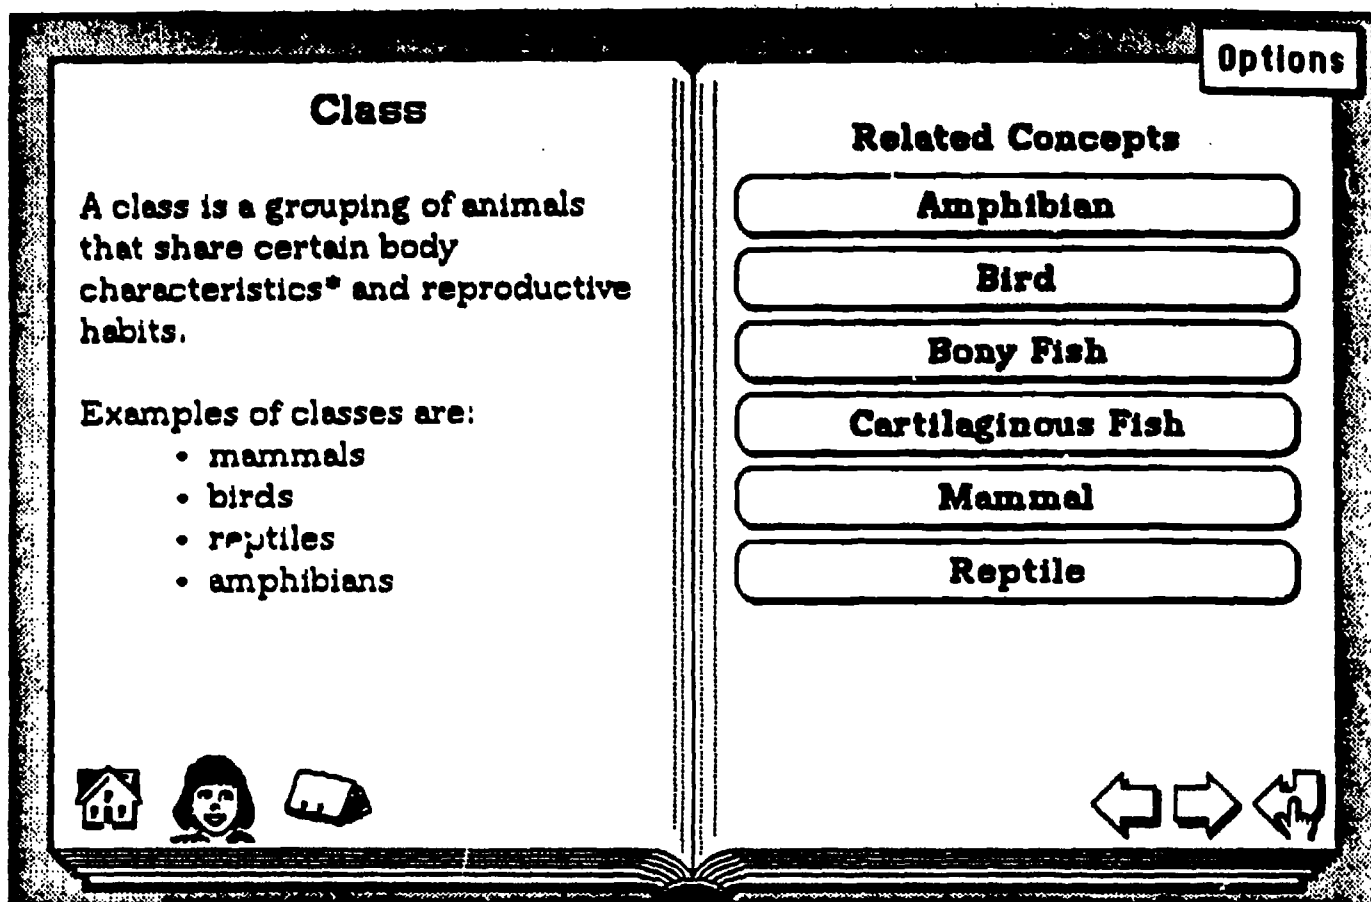 Options
Class
A class is a grouping of animals
that share certain body
characteristics* and reproductive
habits.
Examples of classes are:
• mammals
• birds
• reptiles
• amphibians
Related Concepts
Amphibian
Bird
Bony Fish
Cartilaginous Fish
Mammal
Reptile